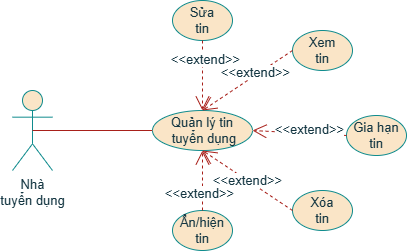 Sửa
tin
<<extend>>
Xem
tin
<<extend>>
Quản lý tin
tuyển dụng
<<extend>>
Gia hạn
tin
Nhà
tuyển dụng
<<extend>>
<<extend>>
Xóa
tin
Ẩn/hiện
tin